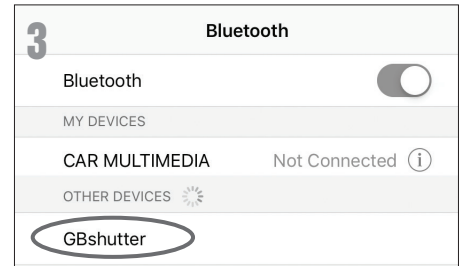 3
Bluetooth
Bluetooth
MY DEVICES
CAR MULTIMEDIA Not Connected i
OTHER DEVICES
GBshutter